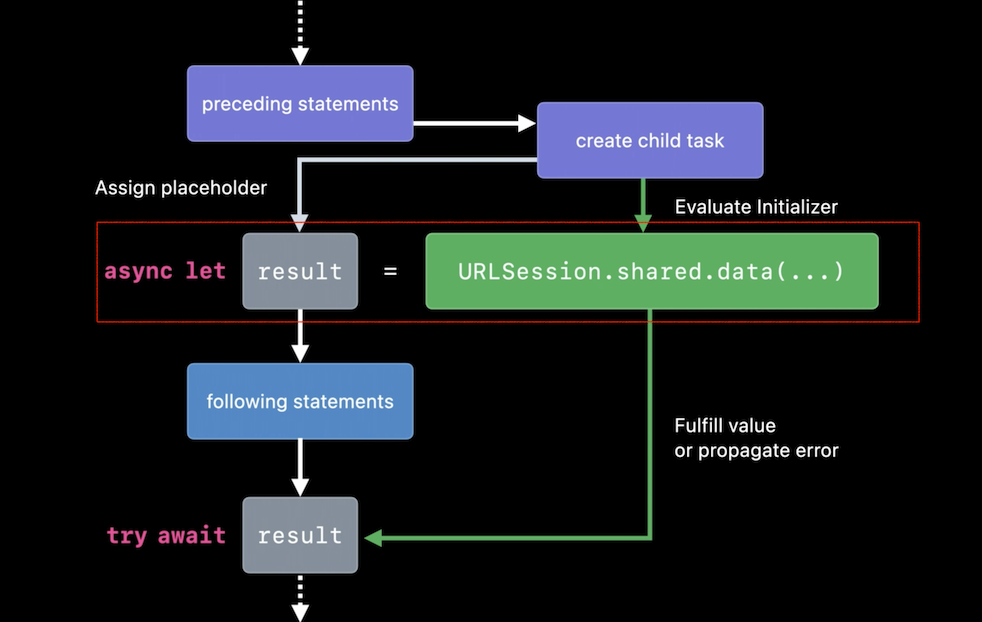 preceding statements
create child task
Assign placeholder
Evaluate Initializer
async let result = URLSession.shared.data(...)
following statements
Fulfill value
or propagate error
try await result